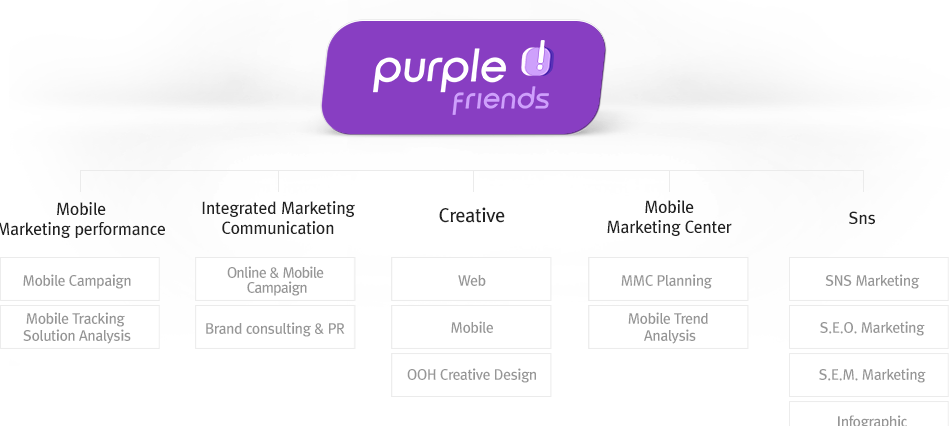 purple
friends
Mobile
Marketing performance
Mobile Campaign
Mobile Tracking
Solution Analysis
Integrated Marketing
Communication
Online & Mobile
Campaign
Brand consulting & PR
Creative
Web
Mobile
OOH Creative Design
Mobile
Marketing Center
MMC Planning
Mobile Trend
Analysis
Sns
SNS Marketing
S.E.O. Marketing
S.E.M. Marketing
Infographic